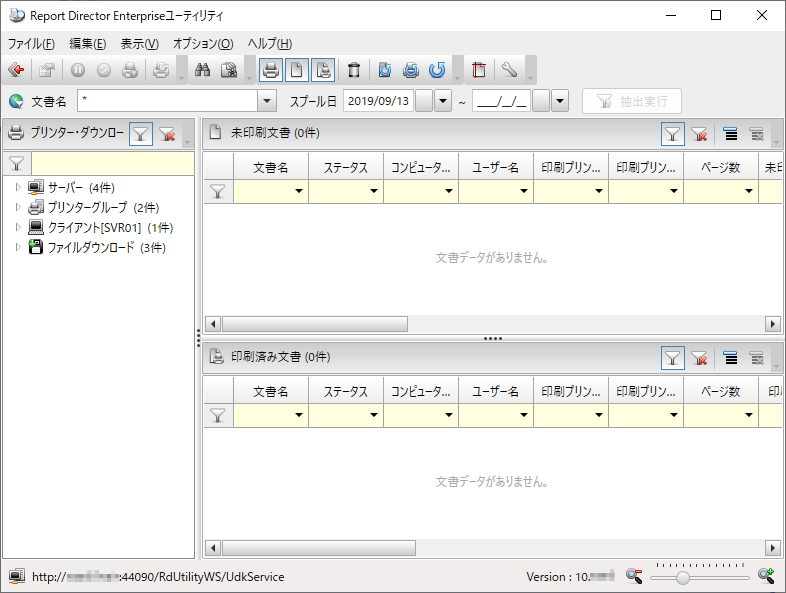 Report Director Enterpriseユーティリティ
ファイル(F) 編集(E) 表示(V) オプション(O) ヘルプ(H)
文書名 * スプール日 2019/09/13 ~ ___/__/__ 抽出実行
プリンター・ダウンロー
サーバー (4件)
プリンターグループ (2件)
クライアント[SVR01] (1件)
ファイルダウンロード (3件)
未印刷文書 (0件)
文書名 ステータス コンピュータ... ユーザー名 印刷プリン... 印刷プリン... ページ数 未印
文書データがありません。
印刷済み文書 (0件)
文書名 ステータス コンピュータ... ユーザー名 印刷プリン... 印刷プリン... ページ数 印
文書データがありません。
http://:44090/RdUtilityWS/UdkService Version : 10.